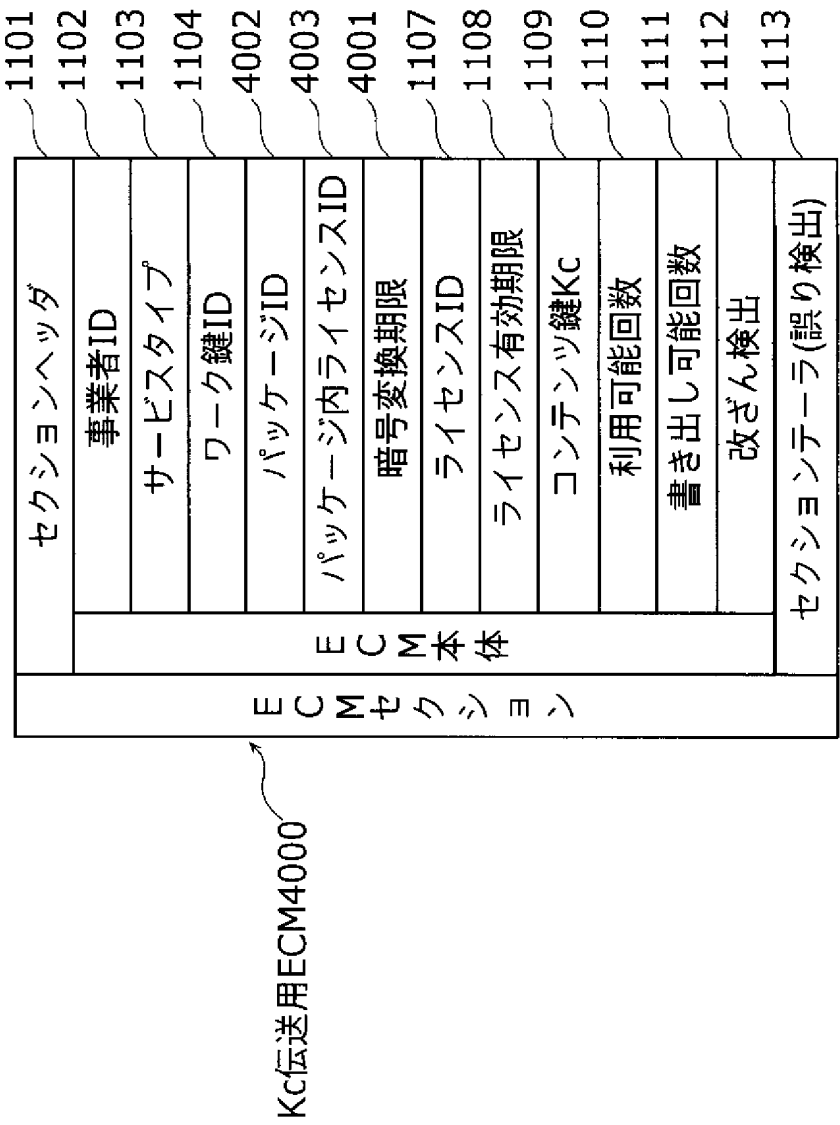 Kc伝送用ECM4000
ECMセクション
ECM本体
セクションヘッダ 1101
事業者ID 1102
サービスタイプ 1103
ワーク鍵ID 1104
パッケージID 4002
パッケージ内ライセンスID 4003
暗号変換期限 4001
ライセンスID 1107
ライセンス有効期限 1108
コンテンツ鍵Kc 1109
利用可能回数 1110
書き出し可能回数 1111
改ざん検出 1112
セクションテーラ(誤り検出) 1113